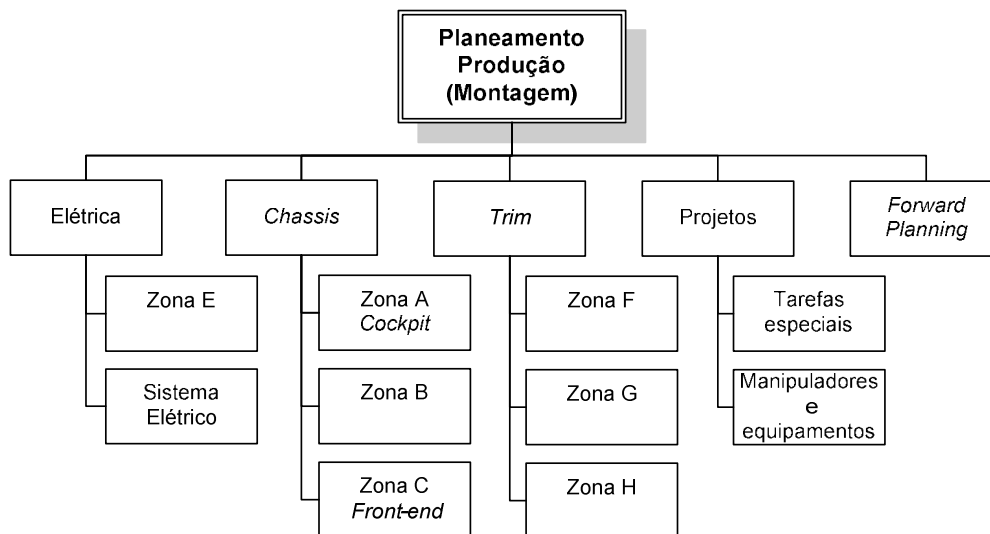 Planeamento
Produção
(Montagem)
Elétrica
Chassis
Trim
Projetos
Forward
Planning
Zona E
Zona A
Cockpit
Zona F
Tarefas
especiais
Sistema
Elétrico
Zona B
Zona G
Manipuladores
e
equipamentos
Zona C
Front-end
Zona H